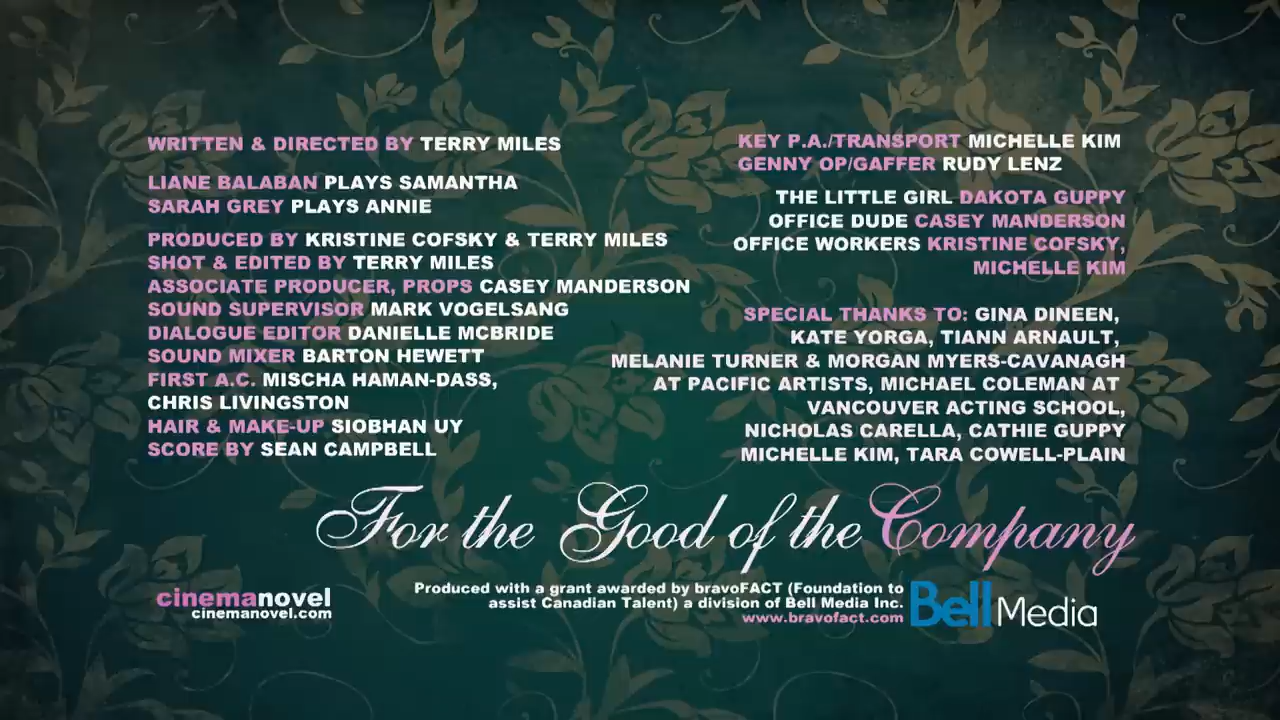 WRITTEN & DIRECTED BY TERRY MILES
LIANE BALABAN PLAYS SAMANTHA
SARAH GREY PLAYS ANNIE
PRODUCED BY KRISTINE COFSKY & TERRY MILES
SHOT & EDITED BY TERRY MILES
ASSOCIATE PRODUCER, PROPS CASEY MANDERSON
SOUND SUPERVISOR MARK VOGELSANG
DIALOGUE EDITOR DANIELLE MCBRIDE
SOUND MIXER BARTON HEWETT
FIRST A.C. MISCHA HAMAN-DASS,
CHRIS LIVINGSTON
HAIR & MAKE-UP SIOBHAN UY
SCORE BY SEAN CAMPBELL
KEY P.A./TRANSPORT MICHELLE KIM
GENNY OP/GAFFER RUDY LENZ
THE LITTLE GIRL DAKOTA GUPPY
OFFICE DUDE CASEY MANDERSON
OFFICE WORKERS KRISTINE COFSKY,
MICHELLE KIM
SPECIAL THANKS TO: GINA DINEEN,
KATE YORGA, TIANN ARNAULT,
MELANIE TURNER & MORGAN MYERS-CAVANAGH
AT PACIFIC ARTISTS, MICHAEL COLEMAN AT
VANCOUVER ACTING SCHOOL,
NICHOLAS CARELLA, CATHIE GUPPY
MICHELLE KIM, TARA COWELL-PLAIN
For the Good of the Company
cinemanovel
cinemanovel.com
Produced with a grant awarded by bravoFACT (Foundation to
assist Canadian Talent) a division of Bell Media Inc.
www.bravofact.com
Bell Media